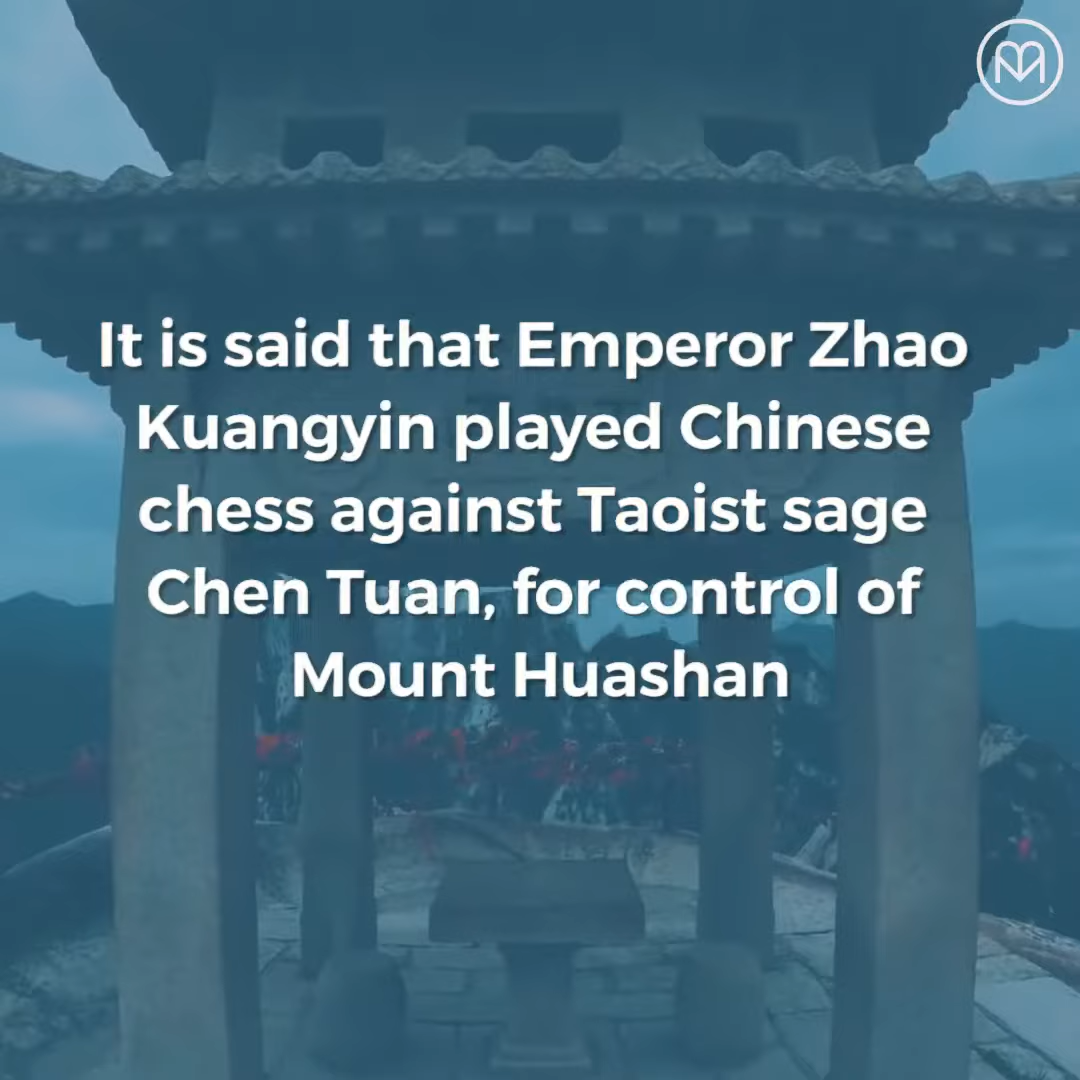 It is said that Emperor Zhao
Kuangyin played Chinese
chess against Taoist sage
Chen Tuan, for control of
Mount Huashan